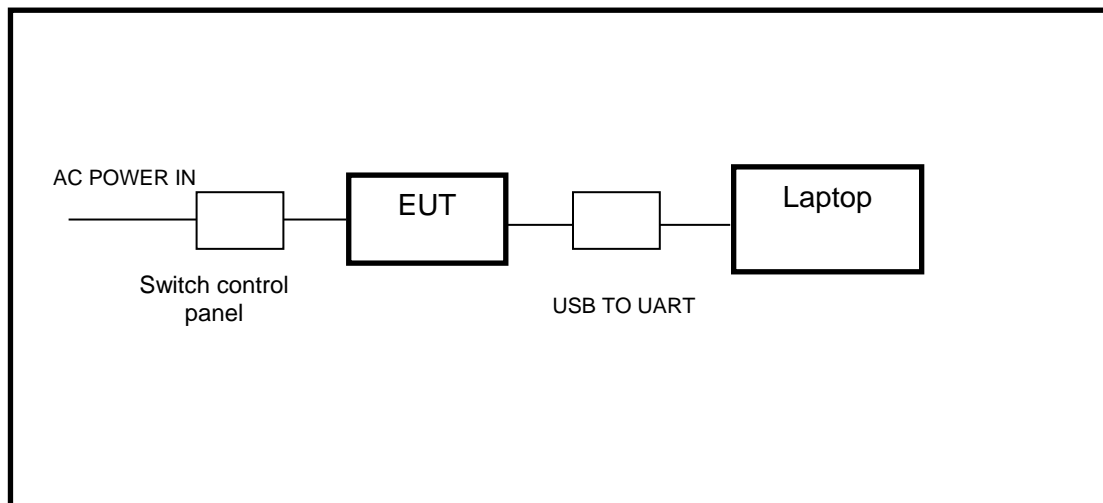 AC POWER IN
EUT
Laptop
Switch control
panel
USB TO UART